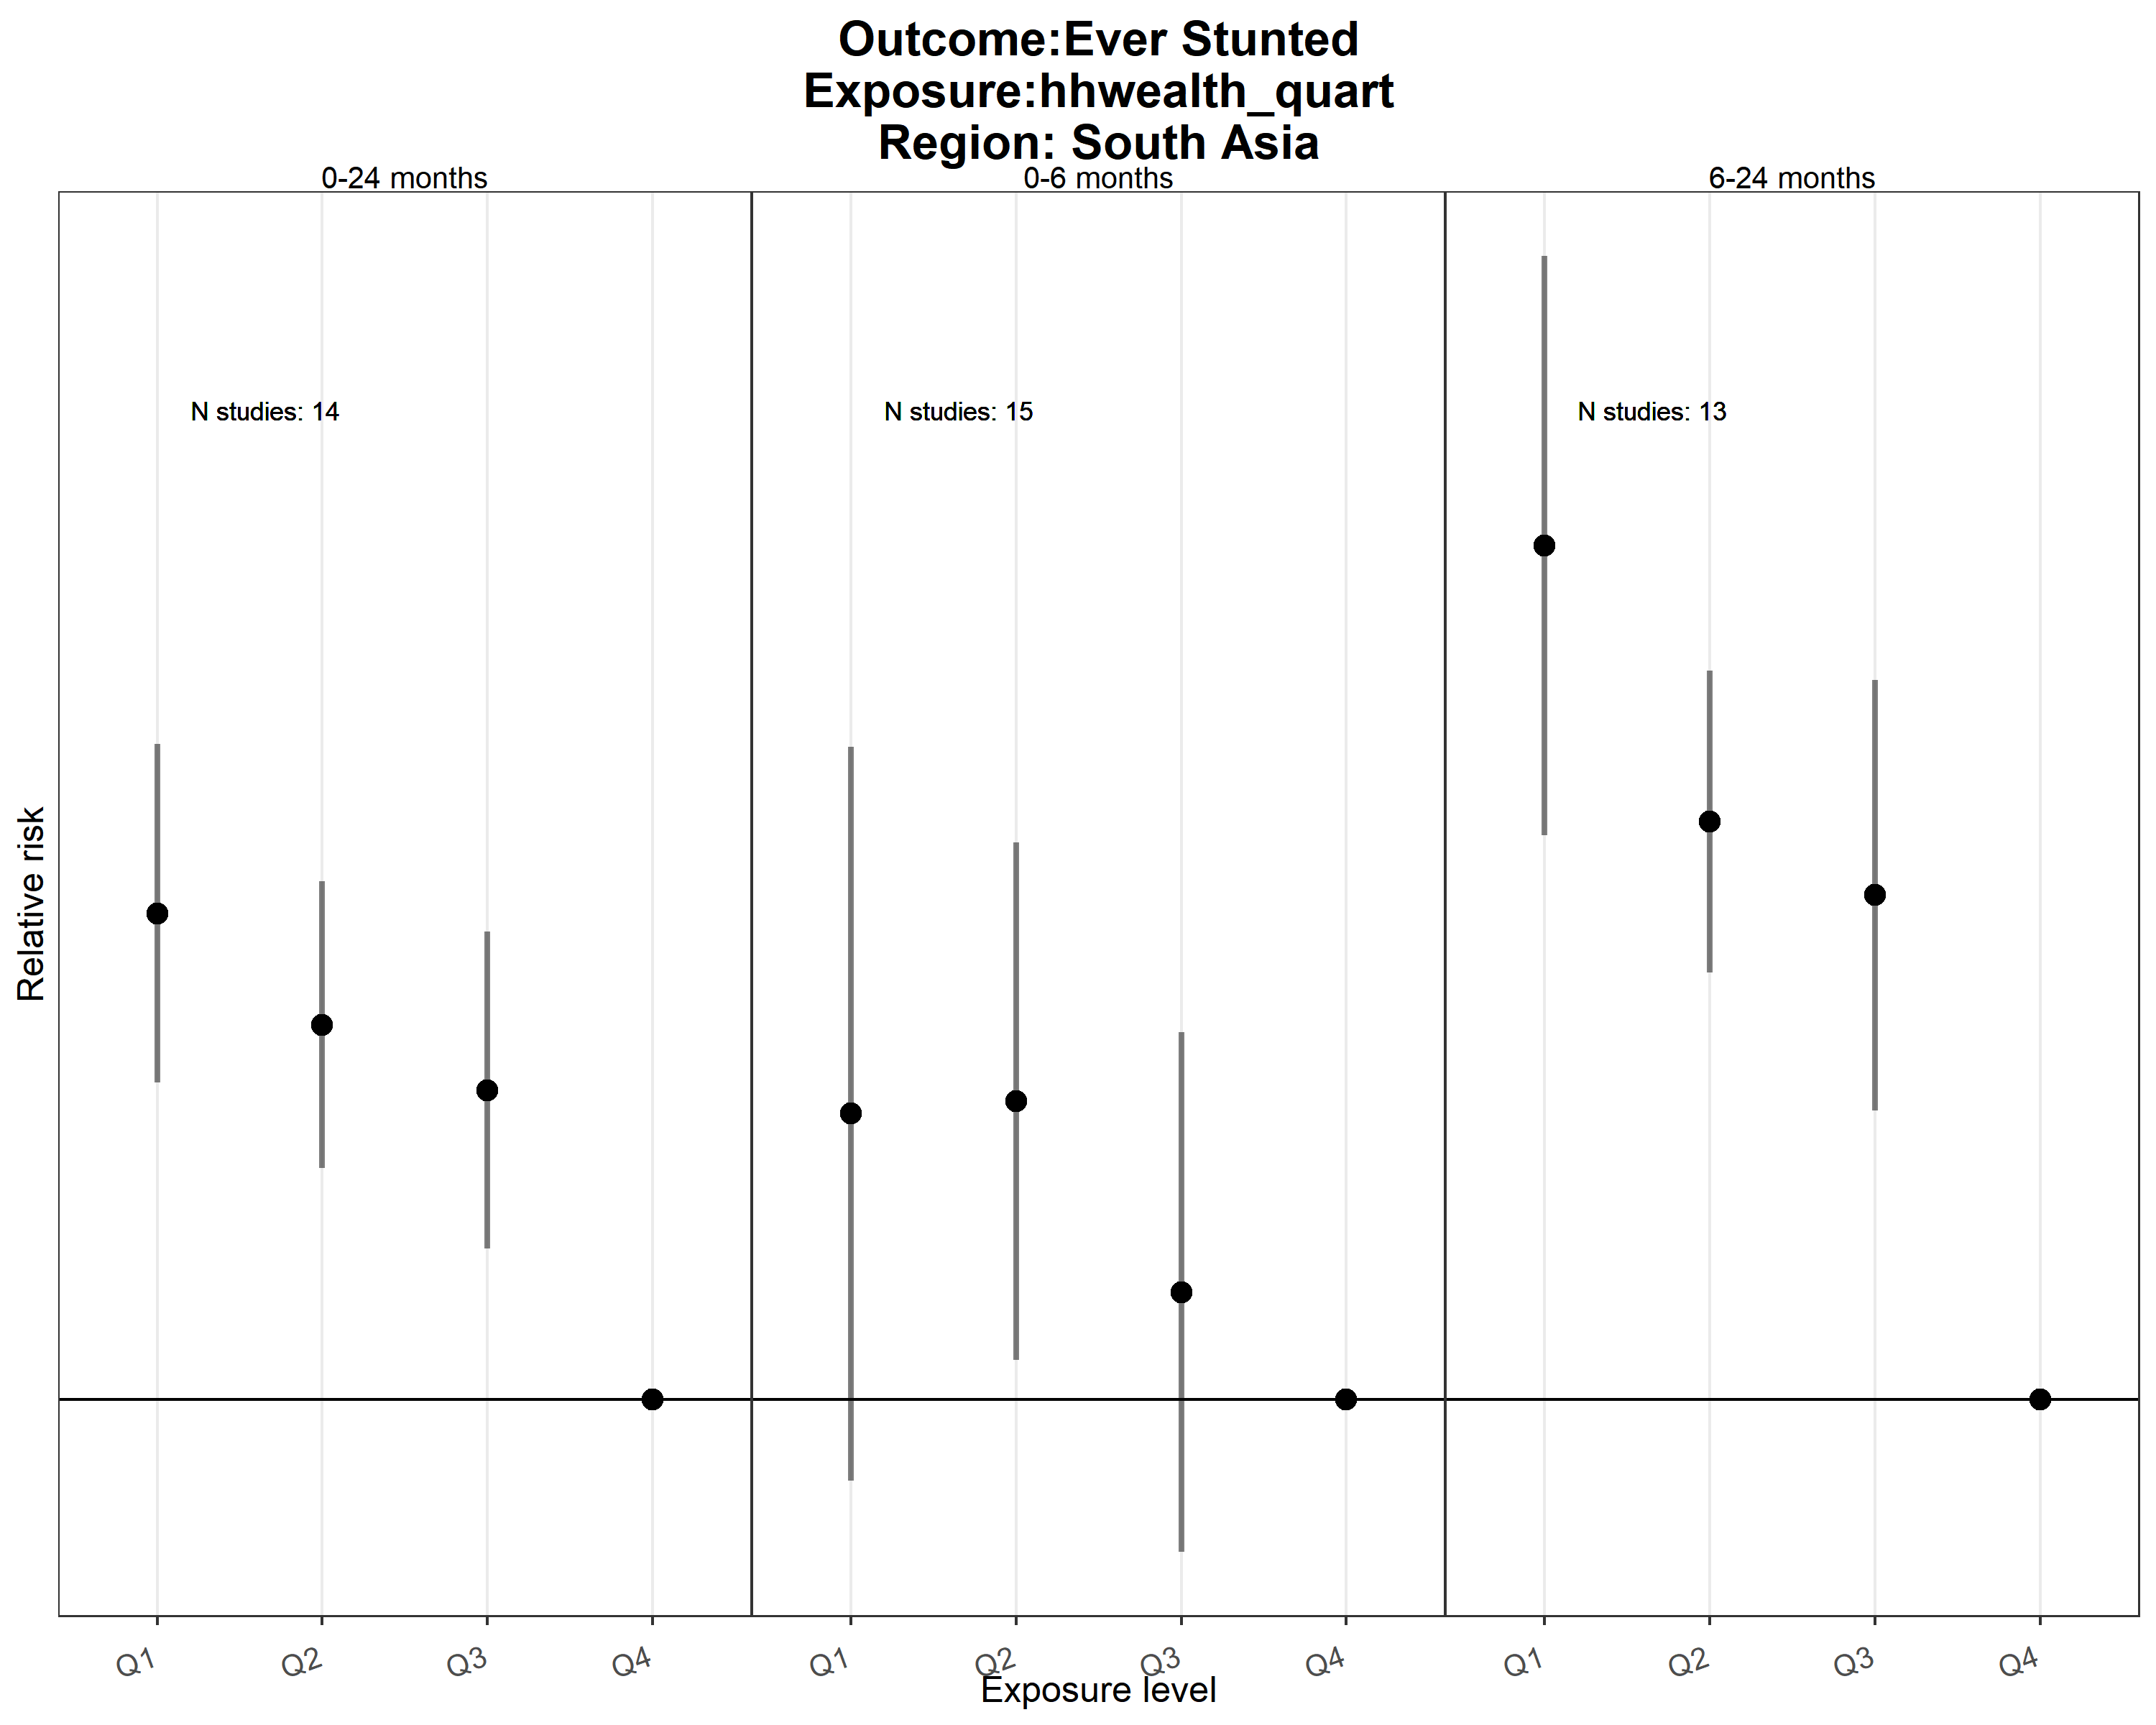 Outcome:Ever Stunted
Exposure:hhwealth_quart
Region: South Asia
0-24 months
0-6 months
6-24 months
N studies: 14
N studies: 15
N studies: 13
Relative risk
Q1
Q2
Q3
Q4
Q1
Q2
Q3
Q4
Q1
Q2
Q3
Q4
Exposure level